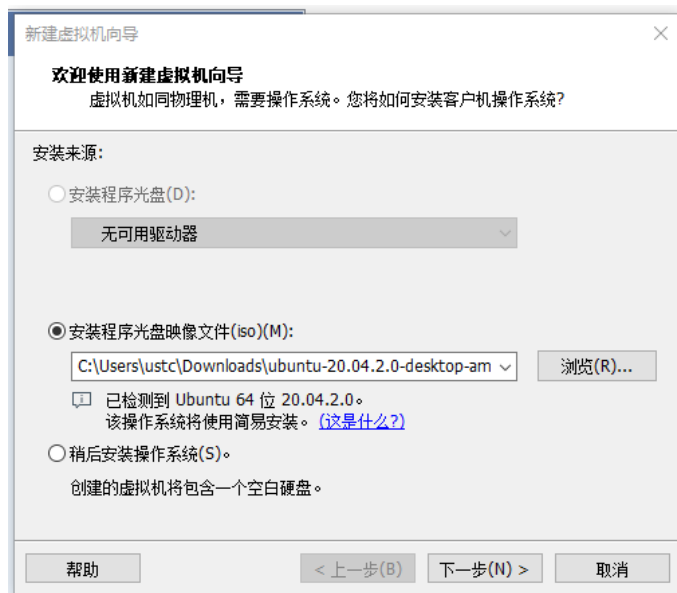 新建虚拟机向导
欢迎使用新建虚拟机向导
虚拟机如同物理机，需要操作系统。您将如何安装客户机操作系统?
安装来源:
安装程序光盘(D):
无可用驱动器
安装程序光盘映像文件(iso)(M):
C:\Users\ustc\Downloads\ubuntu-20.04.2.0-desktop-am
浏览(R)...
已检测到 Ubuntu 64 位 20.04.2.0。
该操作系统将使用简易安装。(这是什么?)
稍后安装操作系统(S)。
创建的虚拟机将包含一个空白硬盘。
帮助
< 上一步(B)
下一步(N) >
取消